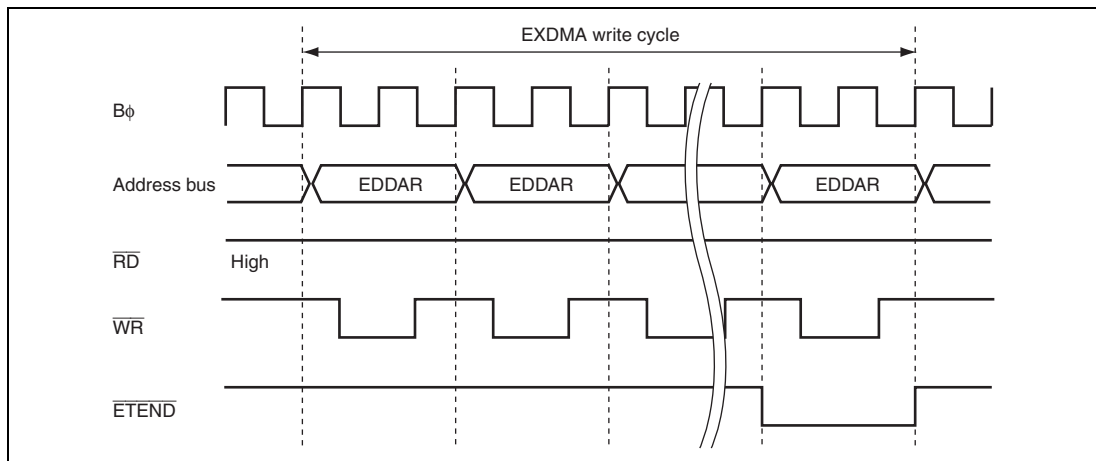 EXDMA write cycle
Bϕ
Address bus EDDAR EDDAR EDDAR
RD High
WR
ETEND